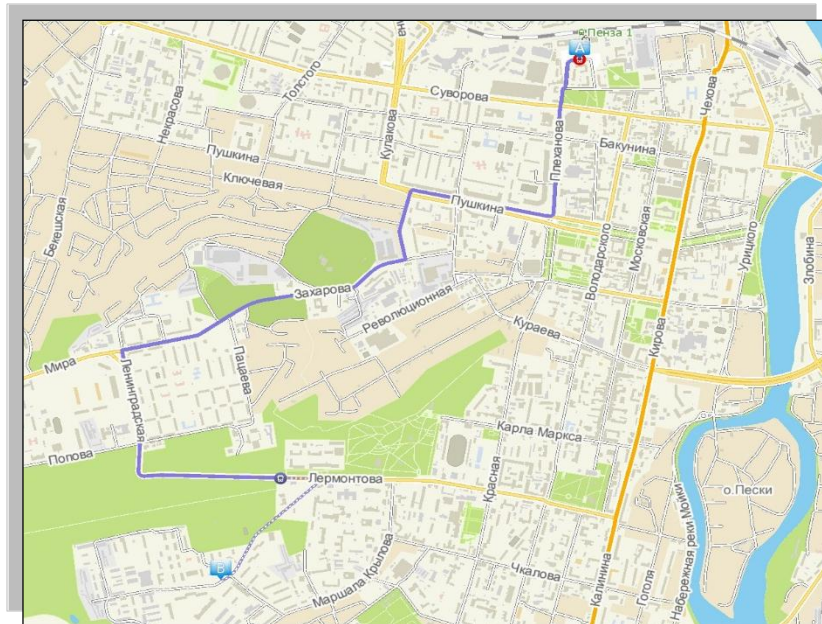 Пенза 1
A
Толстого
Некрасова
Суворова
Чехова
Кулакова
Плеханова
Бакунина
Пушкина
Ключевая
Пушкина
Бекешская
Московская
Володарского
Урицкого
Злобина
Захарова
Революционная
Кураева
Кирова
Мира
Ленинградская
Пацаева
Карла Маркса
Попова
Лермонтова
Красная
о.Пески
Набережная реки Мойки
B
Маршала Крылова
Чкалова
Калинина
Гоголя